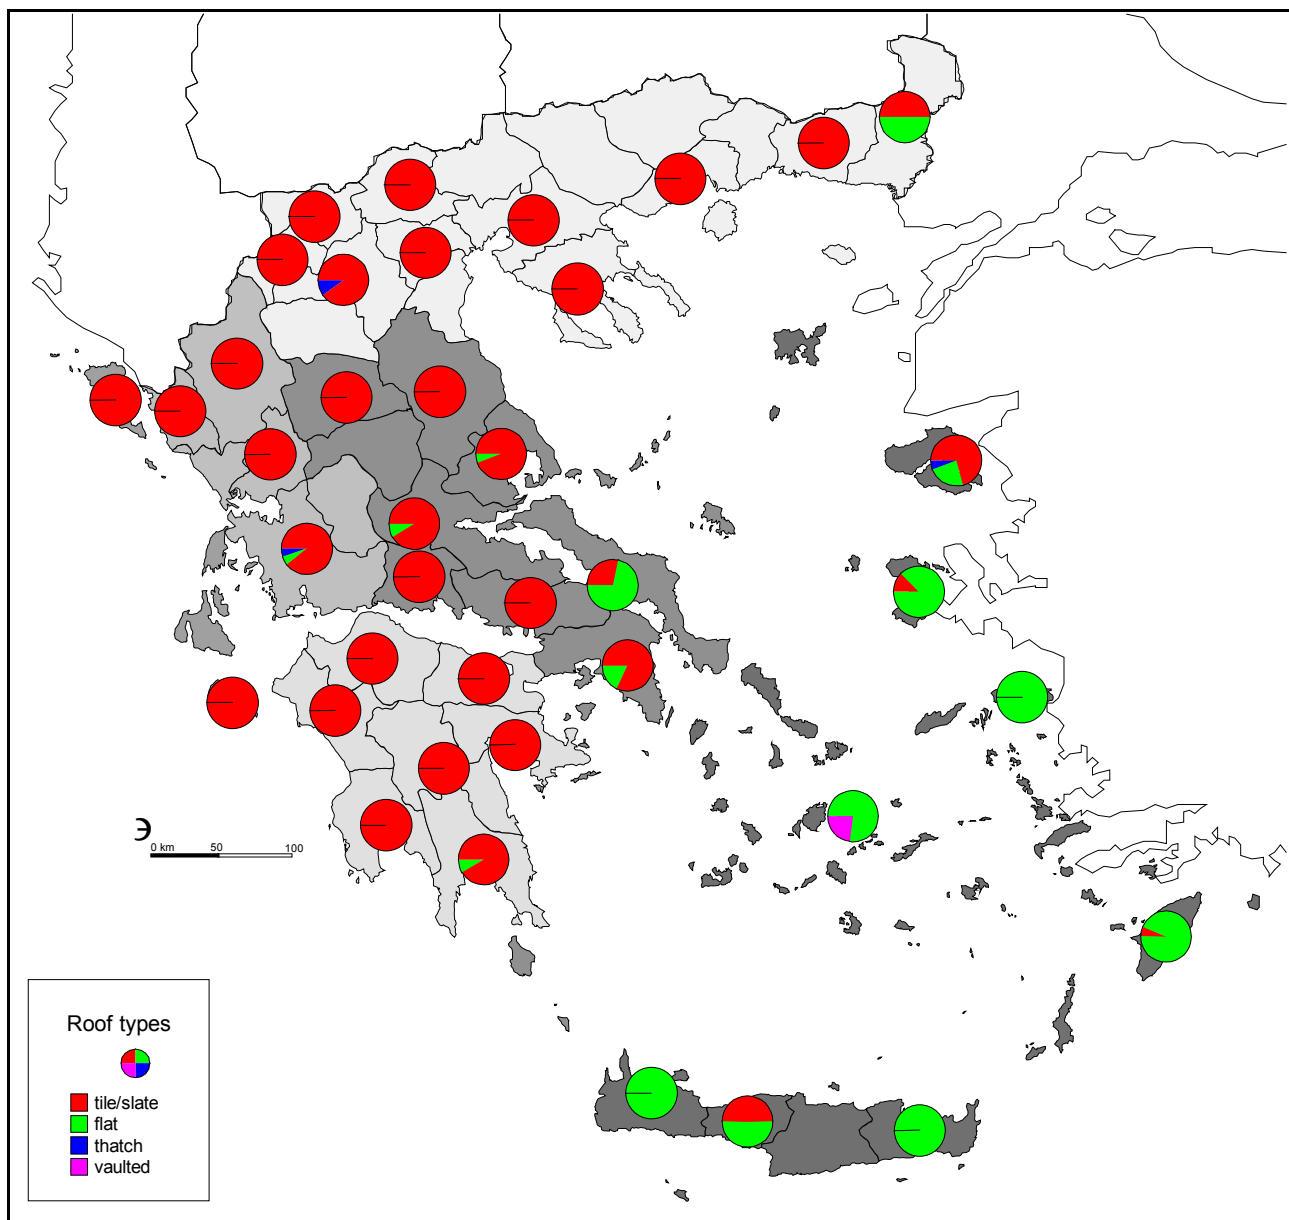 0 km 50 100
Roof types
tile/slate
flat
thatch
vaulted